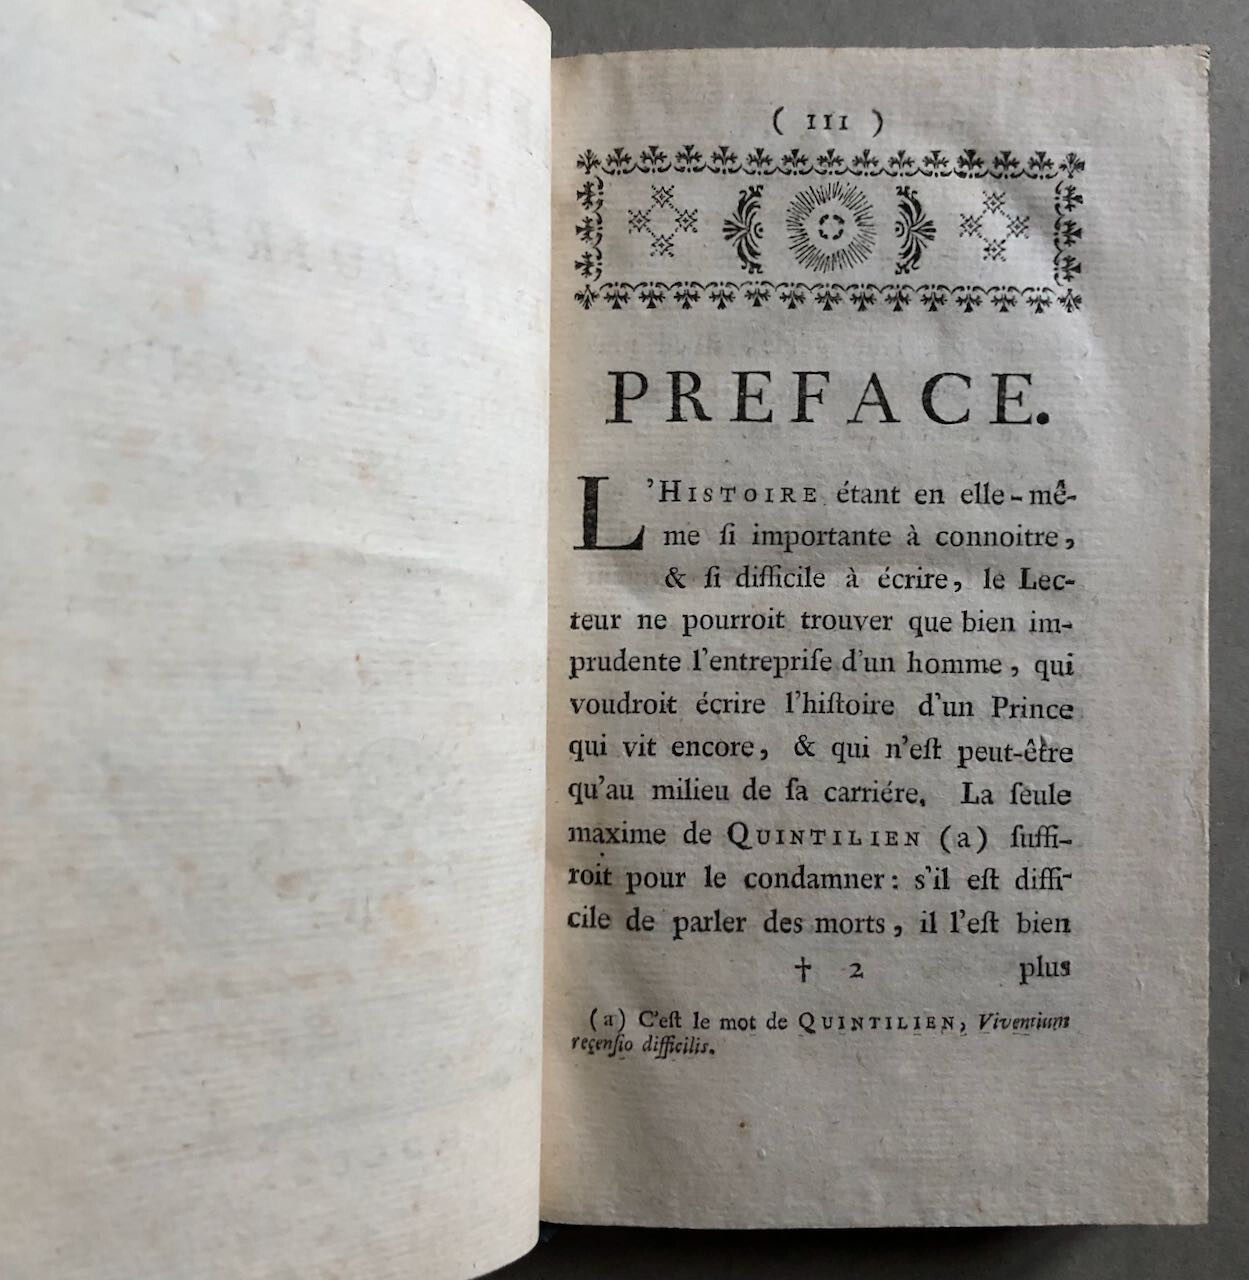 ( III )
PREFACE.
L'HISTOIRE étant en elle-mê-
me ſi importante à connoitre,
& ſi difficile à écrire, le Lec-
teur ne pourroit trouver que bien im-
prudente l'entrepriſe d'un homme, qui
voudroit écrire l'hiſtoire d'un Prince
qui vit encore, & qui n'eſt peut-être
qu'au milieu de ſa carriére. La ſeule
maxime de QUINTILIEN (a) ſuffi-
roit pour le condamner: s'il eſt diffi-
cile de parler des morts, il l'eſt bien
† 2 plus
(a) C'eſt le mot de QUINTILIEN, Viventium
reçenſio difficilis.